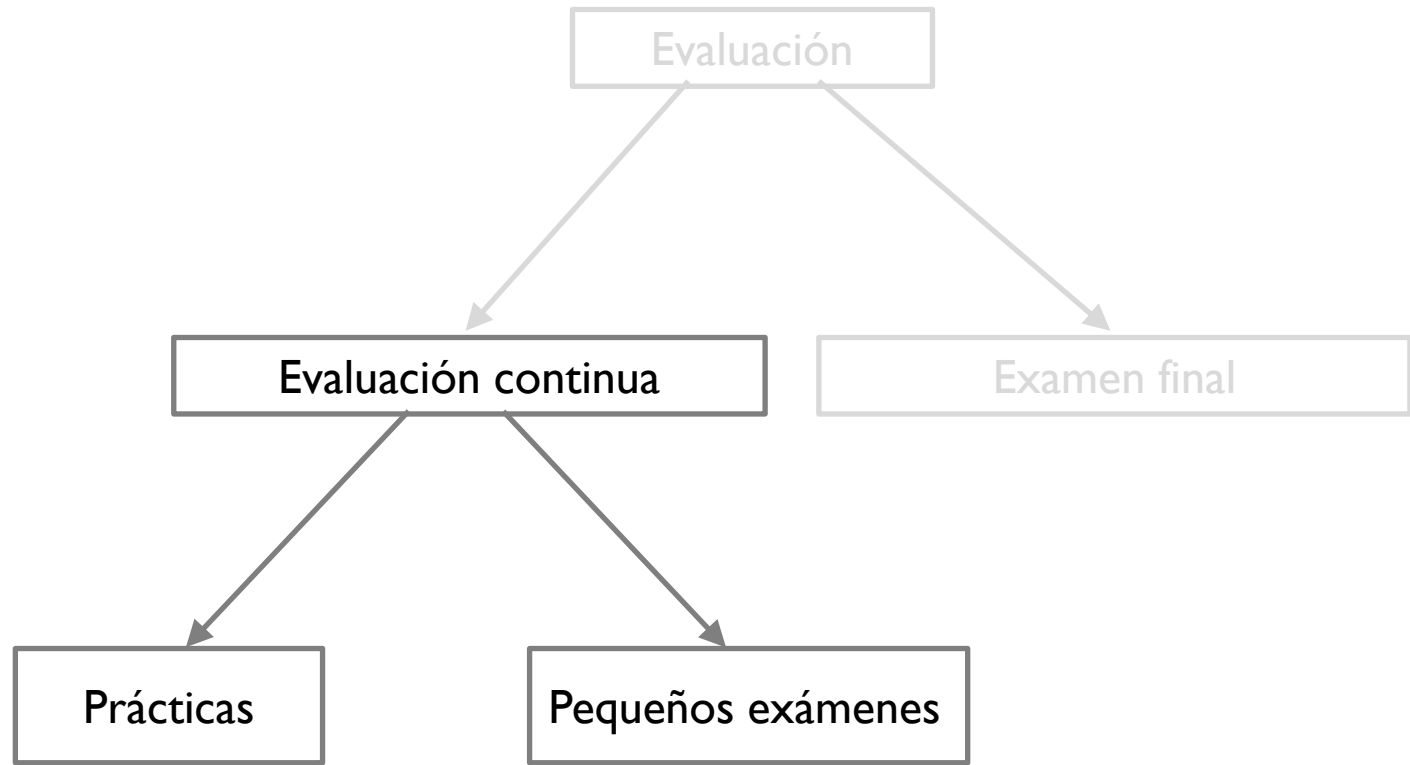 Evaluación
Evaluación continua
Examen final
Prácticas
Pequeños exámenes